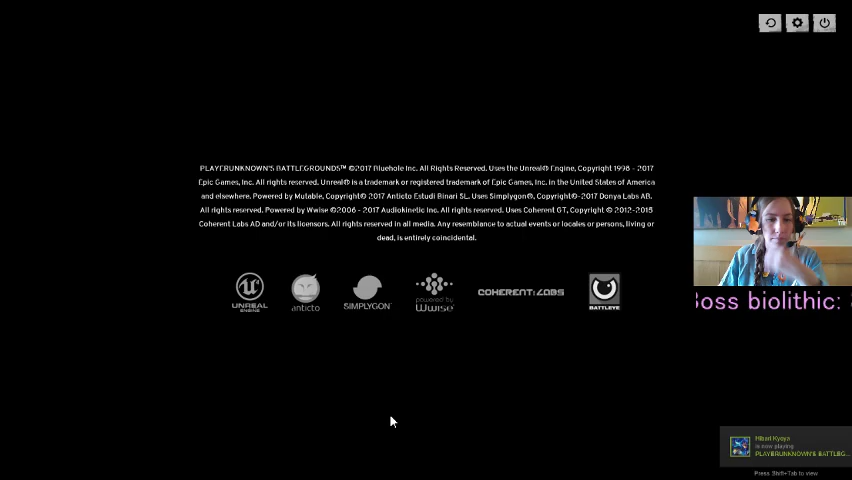 PLAYERUNKNOWN'S BATTLEGROUNDS™ ©2017 Bluehole Inc. All Rights Reserved. Uses the Unreal® Engine, Copyright 1998 - 2017
Epic Games, Inc. All rights reserved. Unreal® is a trademark or registered trademark of Epic Games, Inc. in the United States of America
and elsewhere. Powered by Mutable, Copyright© 2017 Anticto Estudi Binari SL. Uses Simplygon®, Copyright©-2017 Donya Labs AB.
All rights reserved. Powered by Wwise ©2006 - 2017 Audiokinetic Inc. All rights reserved. Uses Coherent GT, Copyright © 2012-2015
Coherent Labs AD and/or its licensors. All rights reserved in all media. Any resemblance to actual events or locales or persons, living or
dead, is entirely coincidental.
UNREAL
ENGINE
anticto
SIMPLYGON
powered by
Wwise
COHERENT:LABS
BATTLEYE
Boss biolithic:
Hibari Kyoya
is now playing
PLAYERUNKNOWN'S BATTLEG...
Press Shift+Tab to view